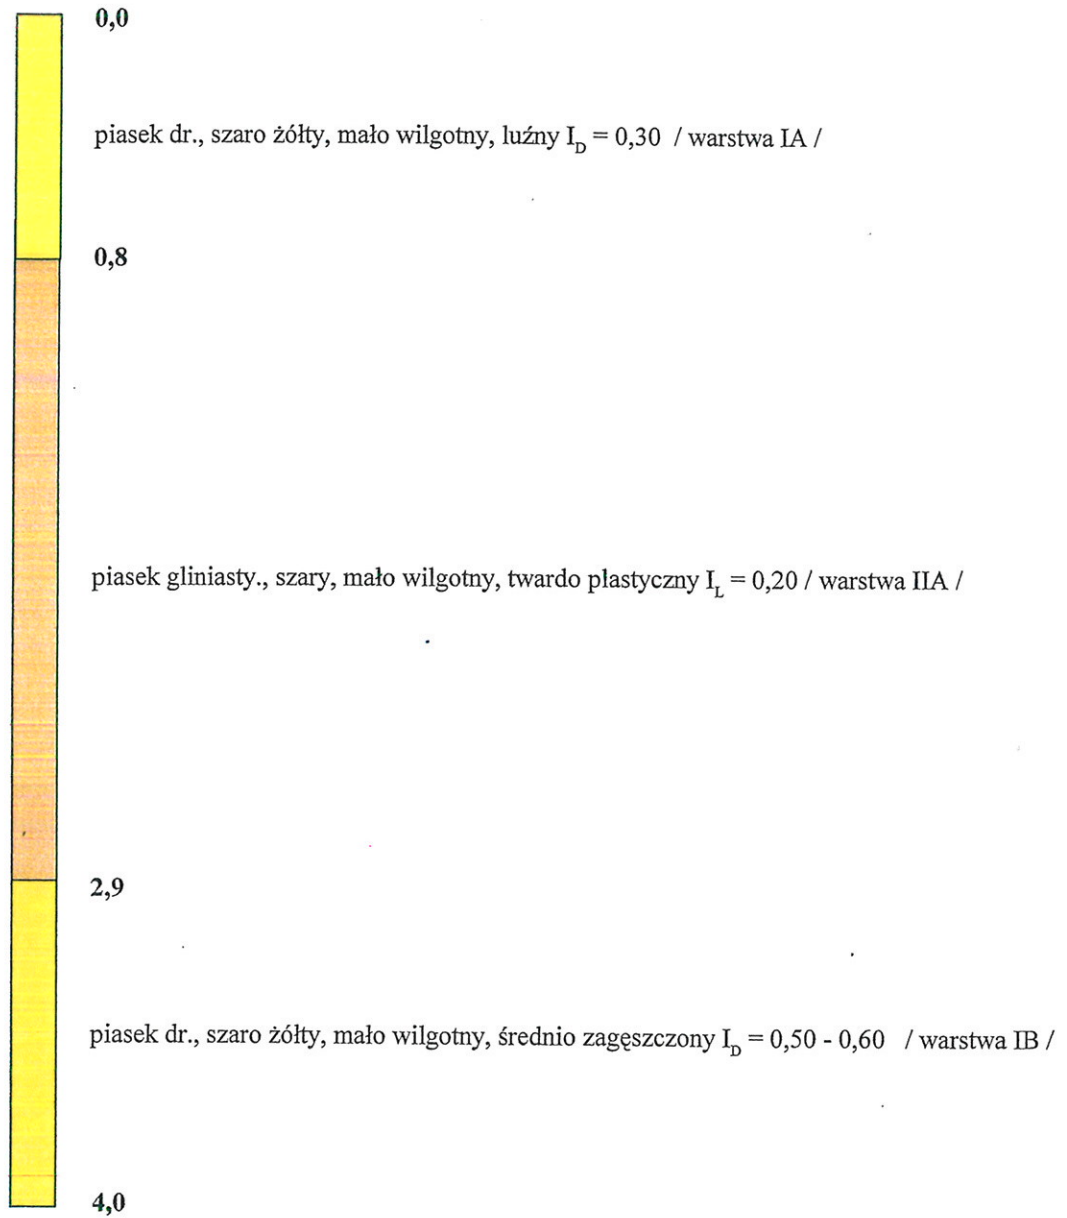 0,0
piasek dr., szaro żółty, mało wilgotny, luźny I_D = 0,30 / warstwa IA /
0,8
piasek gliniasty., szary, mało wilgotny, twardo plastyczny I_L = 0,20 / warstwa IIA /
2,9
piasek dr., szaro żółty, mało wilgotny, średnio zagęszczony I_D = 0,50 - 0,60 / warstwa IB /
4,0